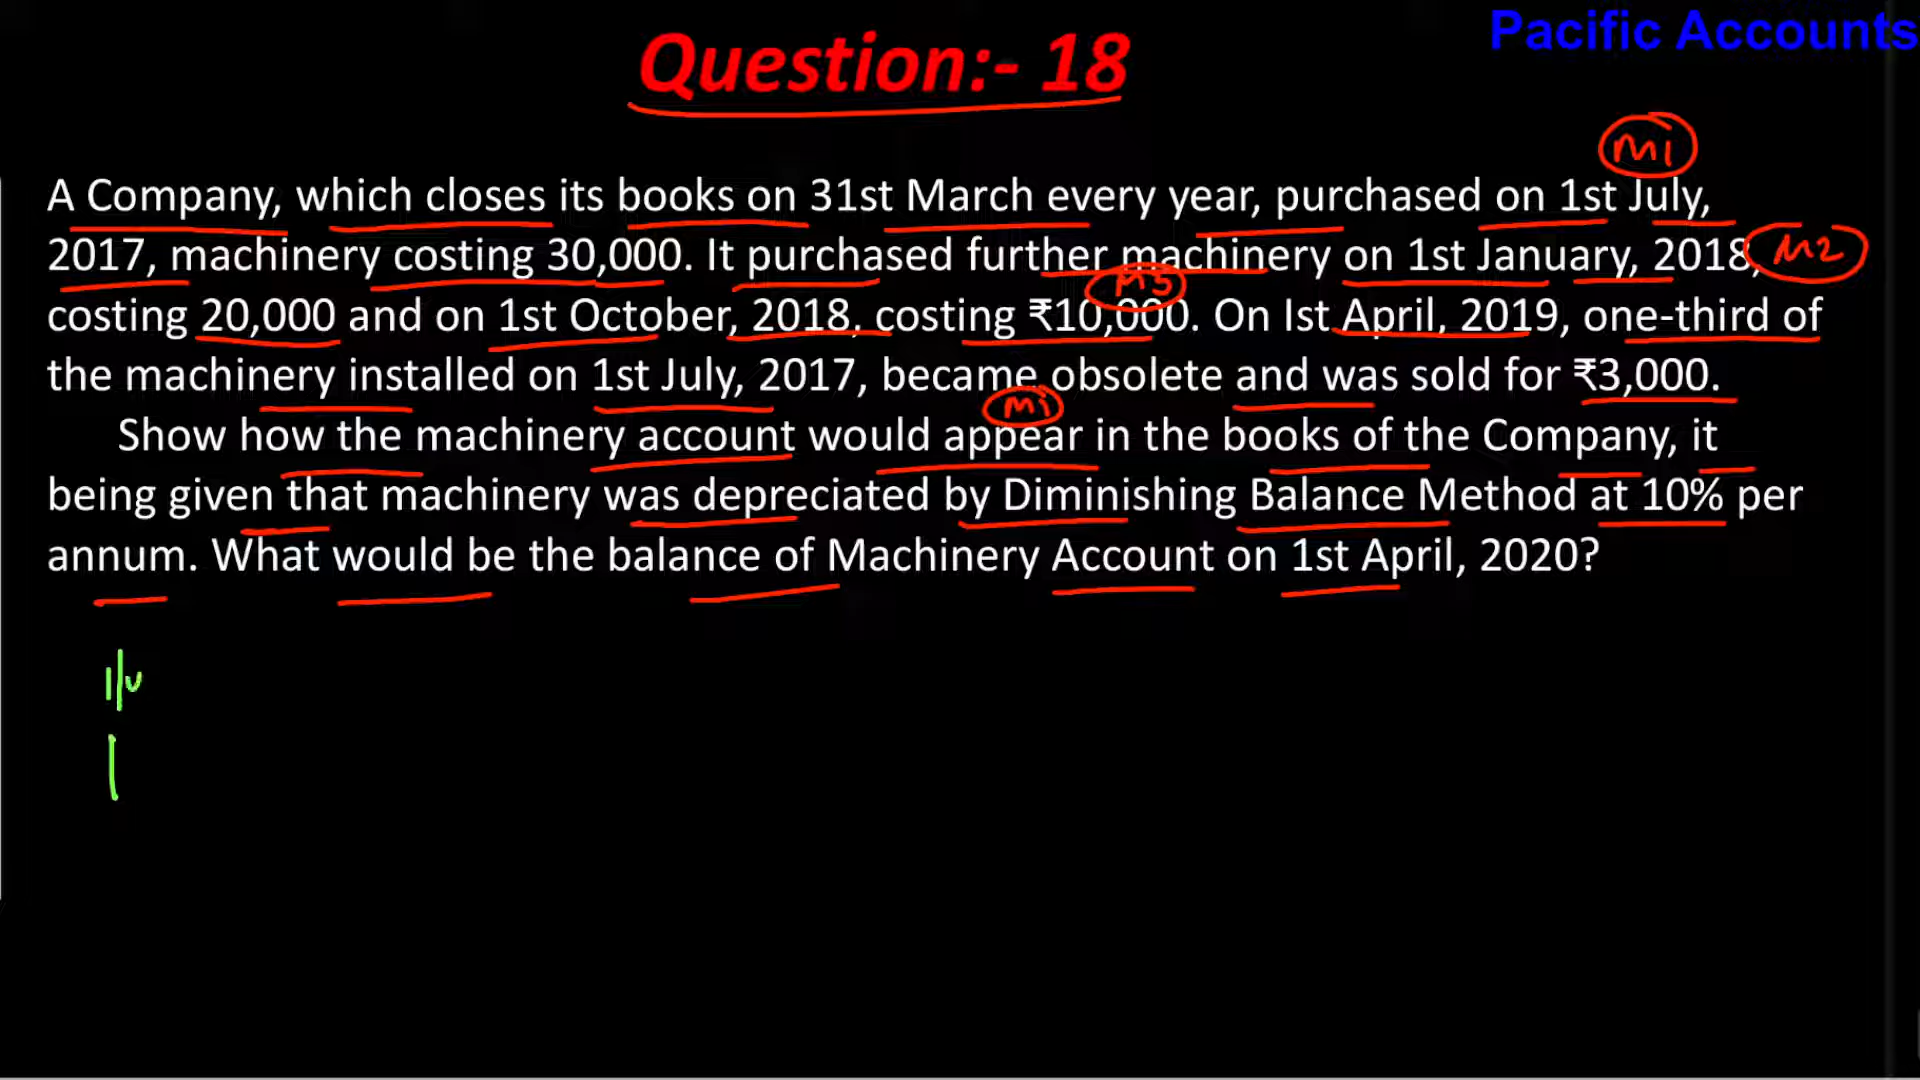 Pacific Accounts
Question:- 18
M1
A Company, which closes its books on 31st March every year, purchased on 1st July,
2017, machinery costing 30,000. It purchased further machinery on 1st January, 2018, M2
M3
costing 20,000 and on 1st October, 2018, costing ₹10,000. On Ist April, 2019, one-third of
the machinery installed on 1st July, 2017, became obsolete and was sold for ₹3,000.
M1
Show how the machinery account would appear in the books of the Company, it
being given that machinery was depreciated by Diminishing Balance Method at 10% per
annum. What would be the balance of Machinery Account on 1st April, 2020?